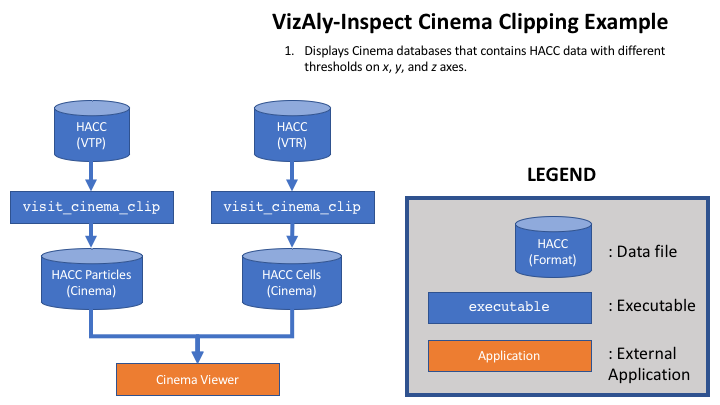 VizAly-Inspect Cinema Clipping Example
1. Displays Cinema databases that contains HACC data with different
thresholds on x, y, and z axes.
HACC
(VTP)
HACC
(VTR)
visit_cinema_clip
visit_cinema_clip
HACC Particles
(Cinema)
HACC Cells
(Cinema)
Cinema Viewer
LEGEND
HACC
(Format)
: Data file
executable
: Executable
Application
: External
Application